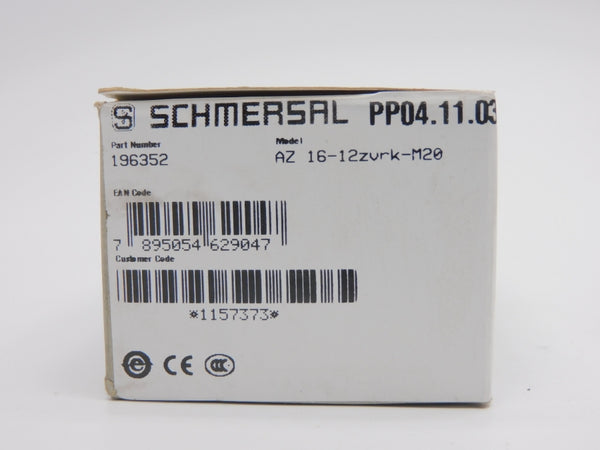 S SCHMERSAL PP04.11.03
Part Number Model
196352 AZ 16-12zvrk-M20
EAN Code
7 895054 629047
Customer Code
*1157373*
e CE CCC